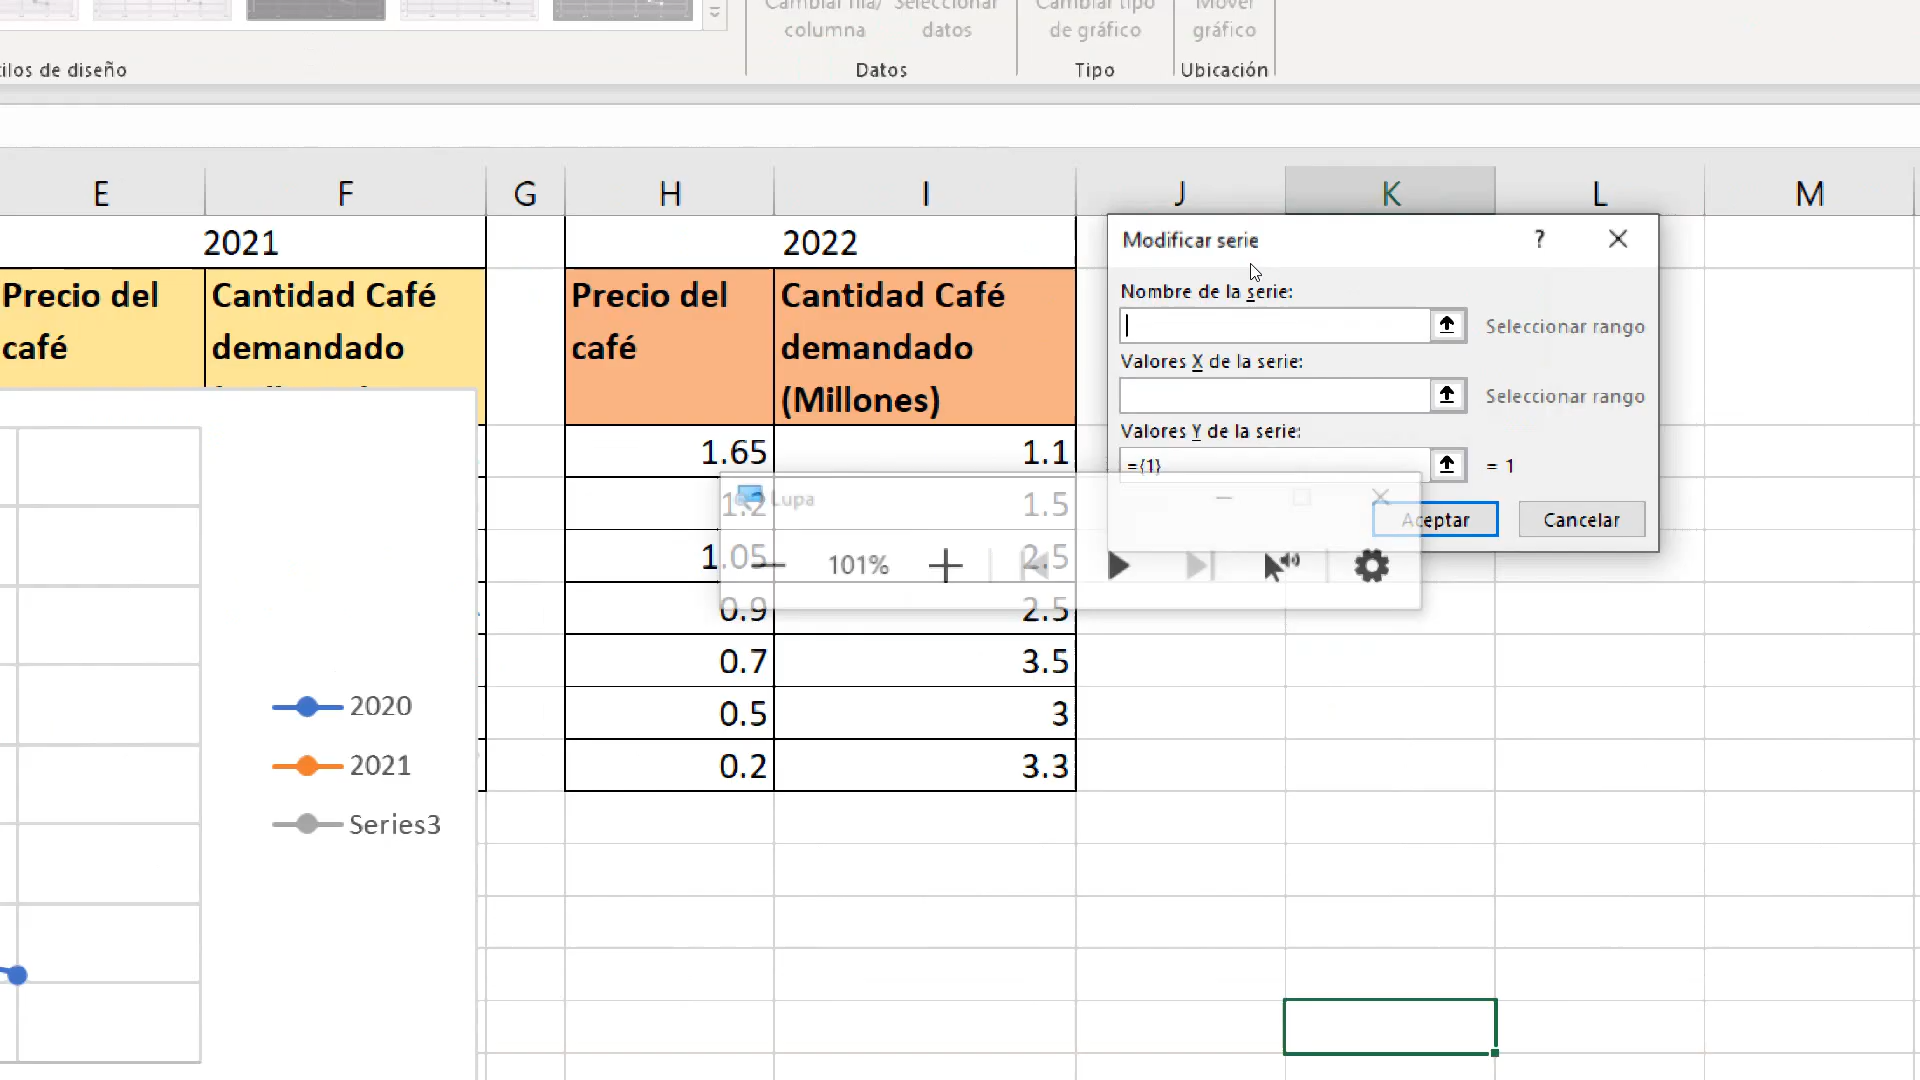 Cambiar fila/ Seleccionar Cambiar tipo Mover
columna datos de gráfico gráfico
ilos de diseño Datos Tipo Ubicación
E F G H I J K L M
2021 2022
Precio del Cantidad Café Precio del Cantidad Café
café demandado café demandado
(Millones)
1.65 1.1
1.2 1.5
1.05 2.5
0.9 2.5
0.7 3.5
0.5 3
0.2 3.3
Modificar serie ?
Nombre de la serie:
Seleccionar rango
Valores X de la serie:
Seleccionar rango
Valores Y de la serie:
={1} = 1
Aceptar Cancelar
Lupa
101%
2020
2021
Series3